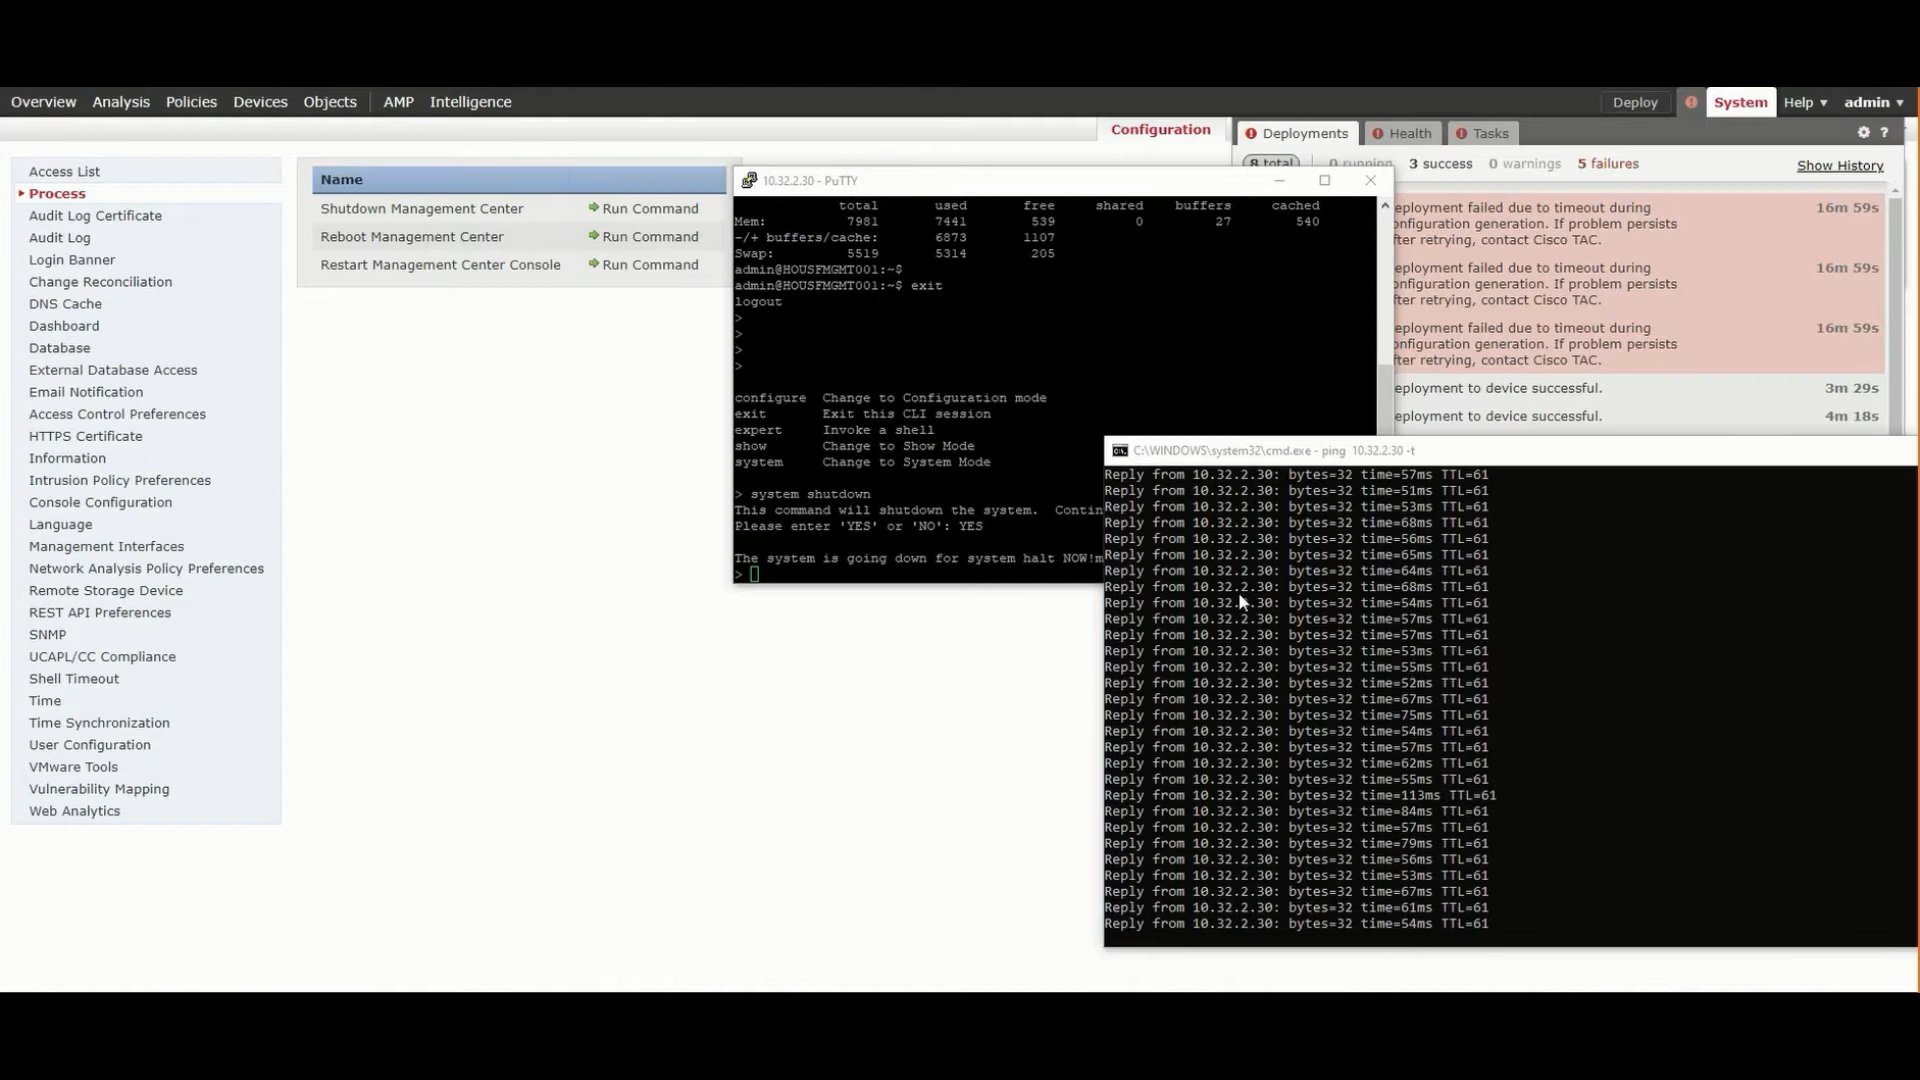 Overview Analysis Policies Devices Objects AMP Intelligence Deploy System Help admin
Configuration
Deployments Health Tasks
8 total 0 running 3 success 0 warnings 5 failures Show History
Access List
Process
Audit Log Certificate
Audit Log
Login Banner
Change Reconciliation
DNS Cache
Dashboard
Database
External Database Access
Email Notification
Access Control Preferences
HTTPS Certificate
Information
Intrusion Policy Preferences
Console Configuration
Language
Management Interfaces
Network Analysis Policy Preferences
Remote Storage Device
REST API Preferences
SNMP
UCAPL/CC Compliance
Shell Timeout
Time
Time Synchronization
User Configuration
VMware Tools
Vulnerability Mapping
Web Analytics
Name
Shutdown Management Center Run Command
Reboot Management Center Run Command
Restart Management Center Console Run Command
10.32.2.30 - PuTTY
total used free shared buffers cached
Mem: 7981 7441 539 0 27 540
-/+ buffers/cache: 6873 1107
Swap: 5519 5314 205
admin@HOUSFMGMT001:~$
admin@HOUSFMGMT001:~$ exit
logout
>
>
>
>
configure Change to Configuration mode
exit Exit this CLI session
expert Invoke a shell
show Change to Show Mode
system Change to System Mode
> system shutdown
This command will shutdown the system. Contin
Please enter 'YES' or 'NO': YES
The system is going down for system halt NOW!m
>
eployment failed due to timeout during 16m 59s
onfiguration generation. If problem persists
fter retrying, contact Cisco TAC.
eployment failed due to timeout during 16m 59s
onfiguration generation. If problem persists
fter retrying, contact Cisco TAC.
eployment failed due to timeout during 16m 59s
onfiguration generation. If problem persists
fter retrying, contact Cisco TAC.
eployment to device successful. 3m 29s
eployment to device successful. 4m 18s
C:\WINDOWS\system32\cmd.exe - ping 10.32.2.30 -t
Reply from 10.32.2.30: bytes=32 time=57ms TTL=61
Reply from 10.32.2.30: bytes=32 time=51ms TTL=61
Reply from 10.32.2.30: bytes=32 time=53ms TTL=61
Reply from 10.32.2.30: bytes=32 time=68ms TTL=61
Reply from 10.32.2.30: bytes=32 time=56ms TTL=61
Reply from 10.32.2.30: bytes=32 time=65ms TTL=61
Reply from 10.32.2.30: bytes=32 time=64ms TTL=61
Reply from 10.32.2.30: bytes=32 time=68ms TTL=61
Reply from 10.32.2.30: bytes=32 time=54ms TTL=61
Reply from 10.32.2.30: bytes=32 time=57ms TTL=61
Reply from 10.32.2.30: bytes=32 time=57ms TTL=61
Reply from 10.32.2.30: bytes=32 time=53ms TTL=61
Reply from 10.32.2.30: bytes=32 time=55ms TTL=61
Reply from 10.32.2.30: bytes=32 time=52ms TTL=61
Reply from 10.32.2.30: bytes=32 time=67ms TTL=61
Reply from 10.32.2.30: bytes=32 time=75ms TTL=61
Reply from 10.32.2.30: bytes=32 time=54ms TTL=61
Reply from 10.32.2.30: bytes=32 time=57ms TTL=61
Reply from 10.32.2.30: bytes=32 time=62ms TTL=61
Reply from 10.32.2.30: bytes=32 time=55ms TTL=61
Reply from 10.32.2.30: bytes=32 time=113ms TTL=61
Reply from 10.32.2.30: bytes=32 time=84ms TTL=61
Reply from 10.32.2.30: bytes=32 time=57ms TTL=61
Reply from 10.32.2.30: bytes=32 time=79ms TTL=61
Reply from 10.32.2.30: bytes=32 time=56ms TTL=61
Reply from 10.32.2.30: bytes=32 time=53ms TTL=61
Reply from 10.32.2.30: bytes=32 time=67ms TTL=61
Reply from 10.32.2.30: bytes=32 time=61ms TTL=61
Reply from 10.32.2.30: bytes=32 time=54ms TTL=61